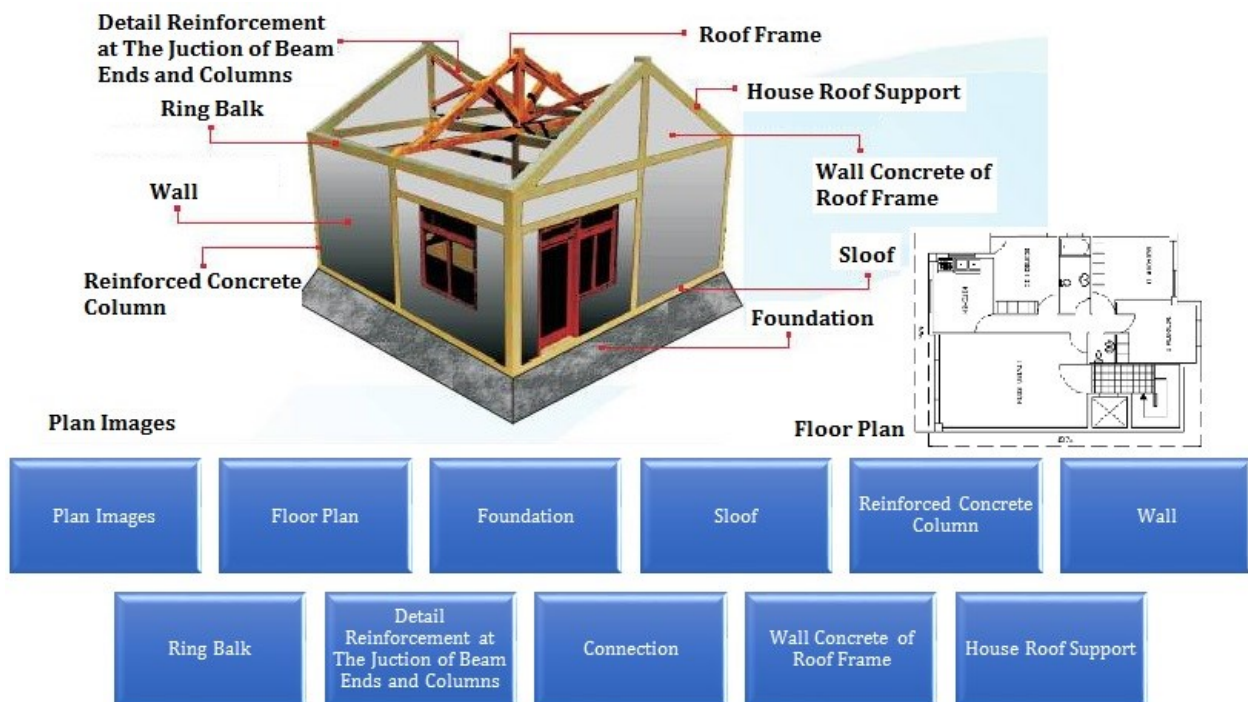 Detail Reinforcement
at The Juction of Beam
Ends and Columns
Roof Frame
Ring Balk
House Roof Support
Wall
Wall Concrete of
Roof Frame
Reinforced Concrete
Column
Sloof
Foundation
Plan Images
Floor Plan
Plan Images
Floor Plan
Foundation
Sloof
Reinforced Concrete
Column
Wall
Ring Balk
Detail
Reinforcement at
The Juction of Beam
Ends and Columns
Connection
Wall Concrete of
Roof Frame
House Roof Support